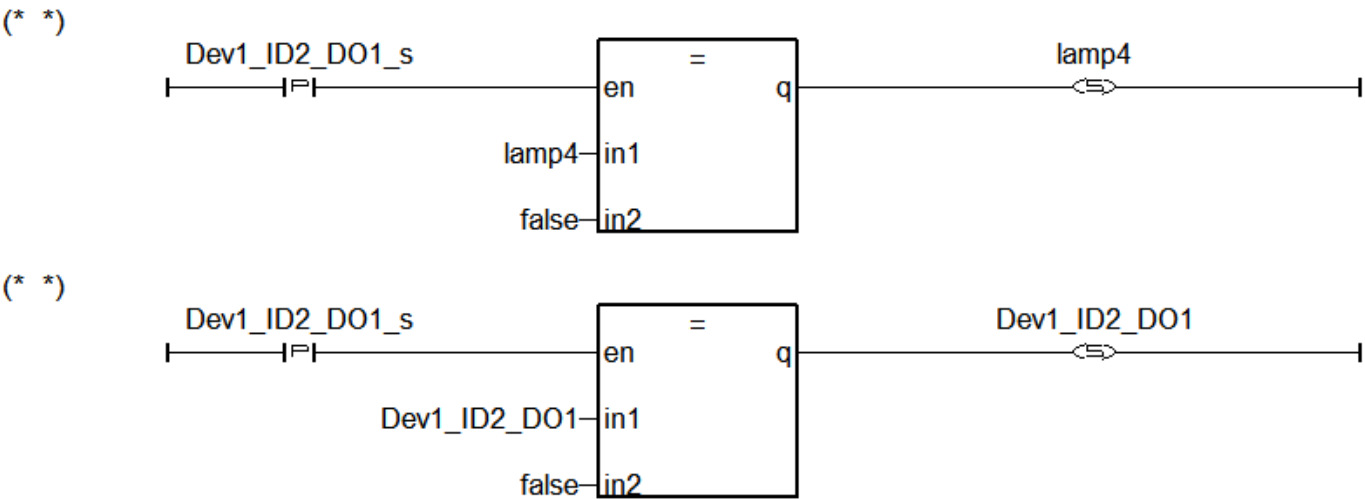 (* *)
Dev1_ID2_DO1_s = lamp4
P en q S
lamp4 in1
false in2
(* *)
Dev1_ID2_DO1_s = Dev1_ID2_DO1
P en q S
Dev1_ID2_DO1 in1
false in2